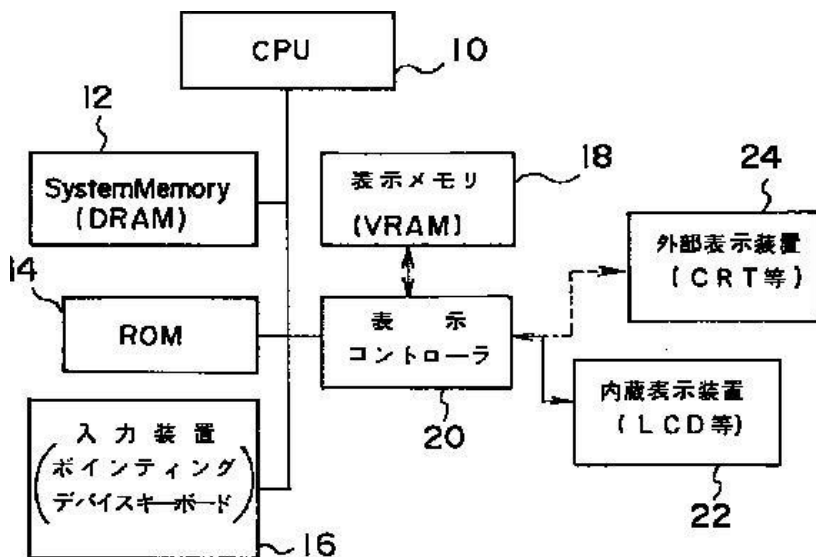 CPU
10
12
SystemMemory
(DRAM)
表示メモリ
(VRAM)
18
24
外部表示装置
(CRT等)
14
ROM
表 示
コントローラ
20
内蔵表示装置
(LCD等)
22
入力装置
(ポインティング
デバイスキーボード)
16